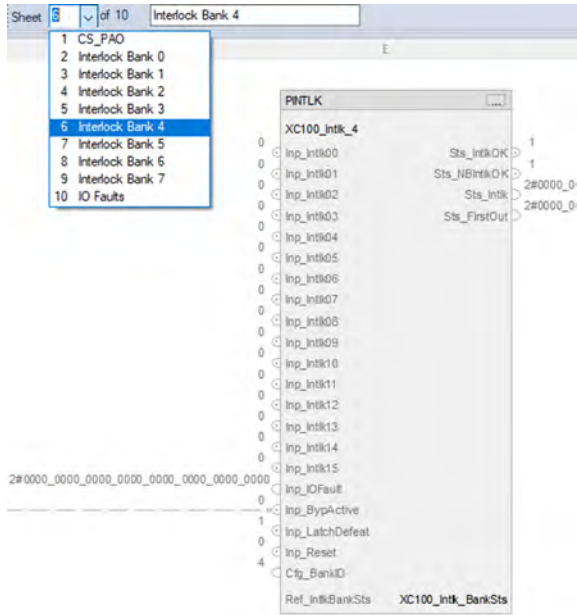 Sheet 6 of 10 Interlock Bank 4
1 CS_PAO
2 Interlock Bank 0
3 Interlock Bank 1
4 Interlock Bank 2
5 Interlock Bank 3
6 Interlock Bank 4
7 Interlock Bank 5
8 Interlock Bank 6
9 Interlock Bank 7
10 IO Faults
E
PINTLK ...
XC100_Intlk_4
0 Inp_Intlk00 Sts_IntlkOK 1
0 Inp_Intlk01 Sts_NBIntlkOK 1
0 Inp_Intlk02 Sts_Intlk 2#0000_0
0 Inp_Intlk03 Sts_FirstOut 2#0000_0
0 Inp_Intlk04
0 Inp_Intlk05
0 Inp_Intlk06
0 Inp_Intlk07
0 Inp_Intlk08
0 Inp_Intlk09
0 Inp_Intlk10
0 Inp_Intlk11
0 Inp_Intlk12
0 Inp_Intlk13
0 Inp_Intlk14
0 Inp_Intlk15
2#0000_0000_0000_0000_0000_0000_0000_0000 Inp_IOFault
0 Inp_BypActive
1 Inp_LatchDefeat
0 Inp_Reset
4 Cfg_BankID
Ref_IntlkBankSts XC100_Intlk_BankSts